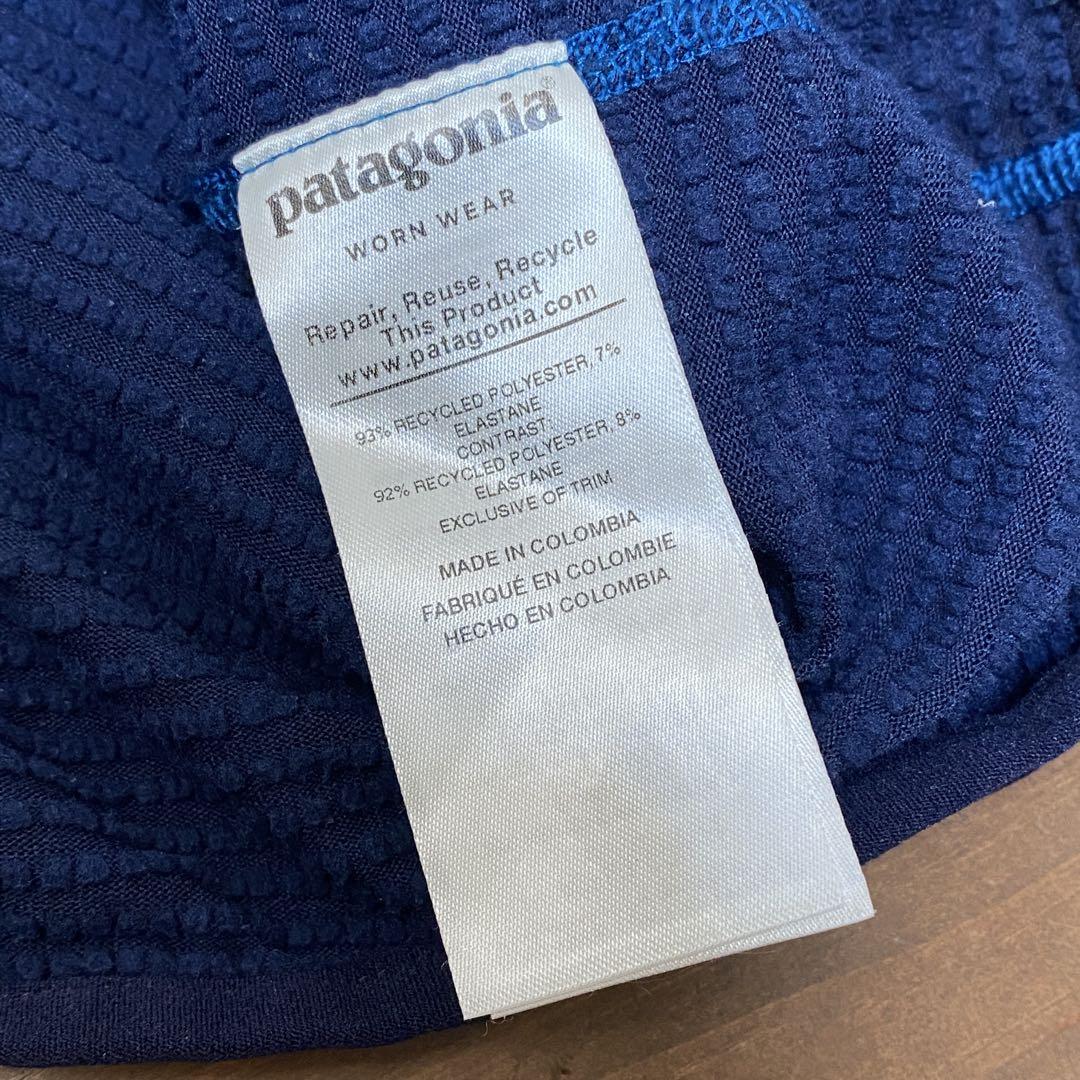 patagonia®
WORN WEAR
Repair, Reuse, Recycle
This Product
www.patagonia.com
93% RECYCLED POLYESTER, 7%
ELASTANE
CONTRAST:
92% RECYCLED POLYESTER, 8%
ELASTANE
EXCLUSIVE OF TRIM
MADE IN COLOMBIA
FABRIQUÉ EN COLOMBIE
HECHO EN COLOMBIA